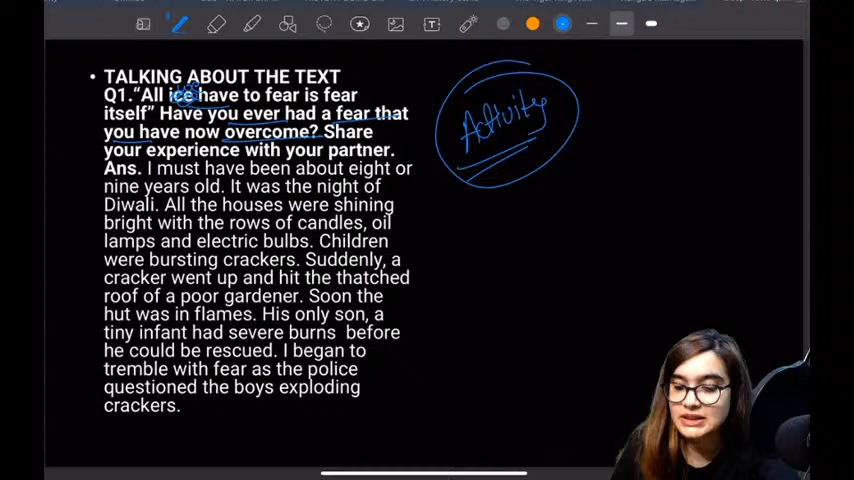 • TALKING ABOUT THE TEXT
Q1."All ice have to fear is fear
itself" Have you ever had a fear that
you have now overcome? Share
your experience with your partner.
Ans. I must have been about eight or
nine years old. It was the night of
Diwali. All the houses were shining
bright with the rows of candles, oil
lamps and electric bulbs. Children
were bursting crackers. Suddenly, a
cracker went up and hit the thatched
roof of a poor gardener. Soon the
hut was in flames. His only son, a
tiny infant had severe burns before
he could be rescued. I began to
tremble with fear as the police
questioned the boys exploding
crackers.
Activity